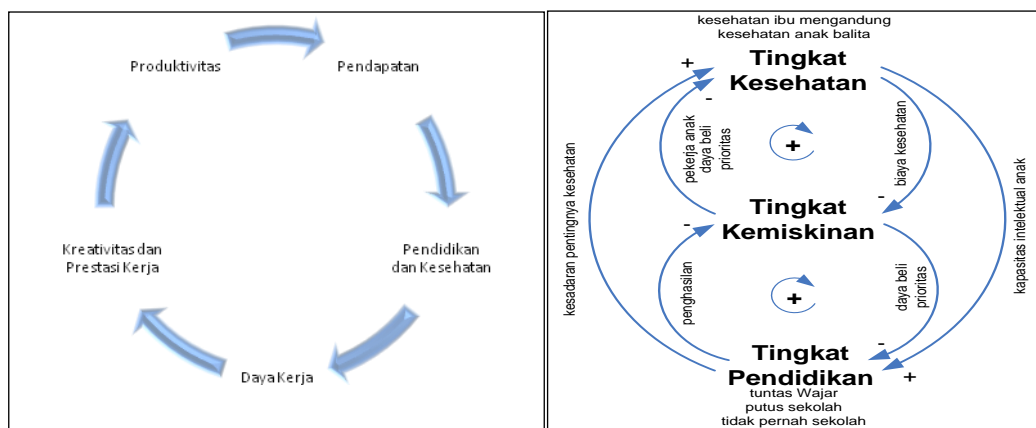 Produktivitas
Pendapatan
Pendidikan
dan Kesehatan
Daya Kerja
Kreativitas dan
Prestasi Kerja
kesehatan ibu mengandung
kesehatan anak balita
Tingkat
Kesehatan
+
-
kesadaran pentingnya kesehatan
pekerja anak
daya beli
prioritas
+
biaya kesehatan
kapasitas intelektual anak
-
Tingkat
Kemiskinan
-
penghasilan
+
daya beli
prioritas
-
Tingkat
Pendidikan
+
tuntas Wajar
putus sekolah
tidak pernah sekolah